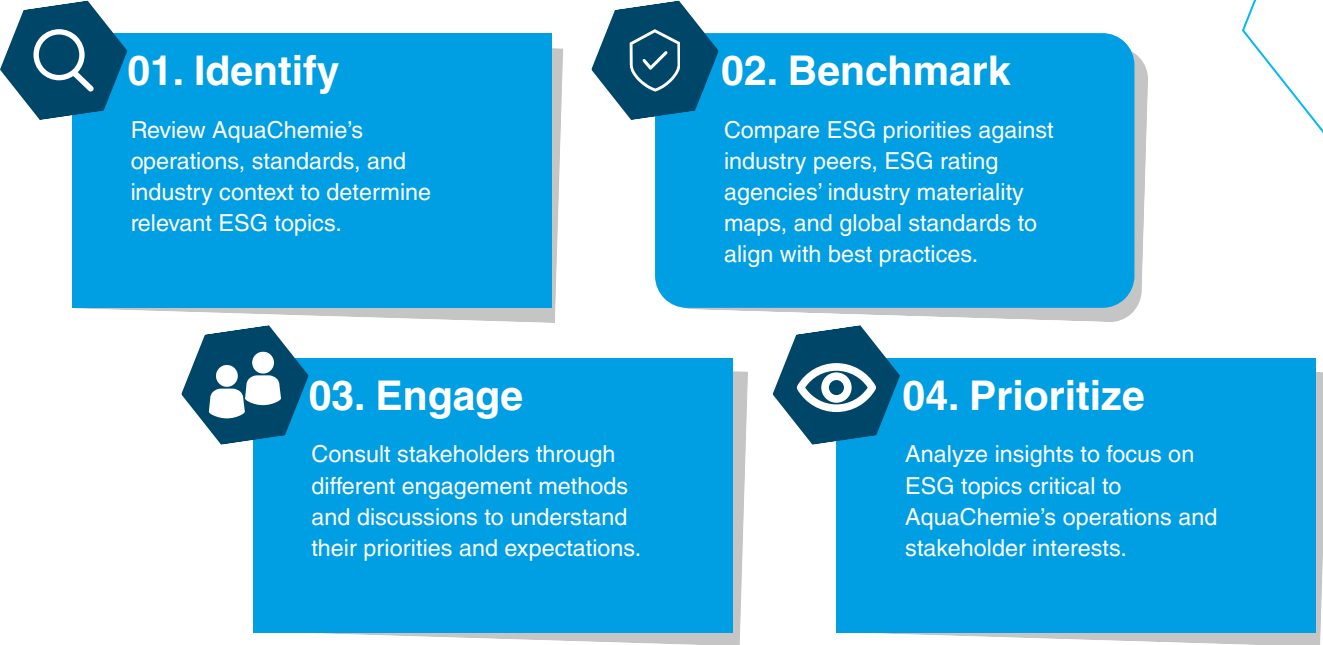 01. Identify
Review AquaChemie’s
operations, standards, and
industry context to determine
relevant ESG topics.
02. Benchmark
Compare ESG priorities against
industry peers, ESG rating
agencies’ industry materiality
maps, and global standards to
align with best practices.
03. Engage
Consult stakeholders through
different engagement methods
and discussions to understand
their priorities and expectations.
04. Prioritize
Analyze insights to focus on
ESG topics critical to
AquaChemie’s operations and
stakeholder interests.